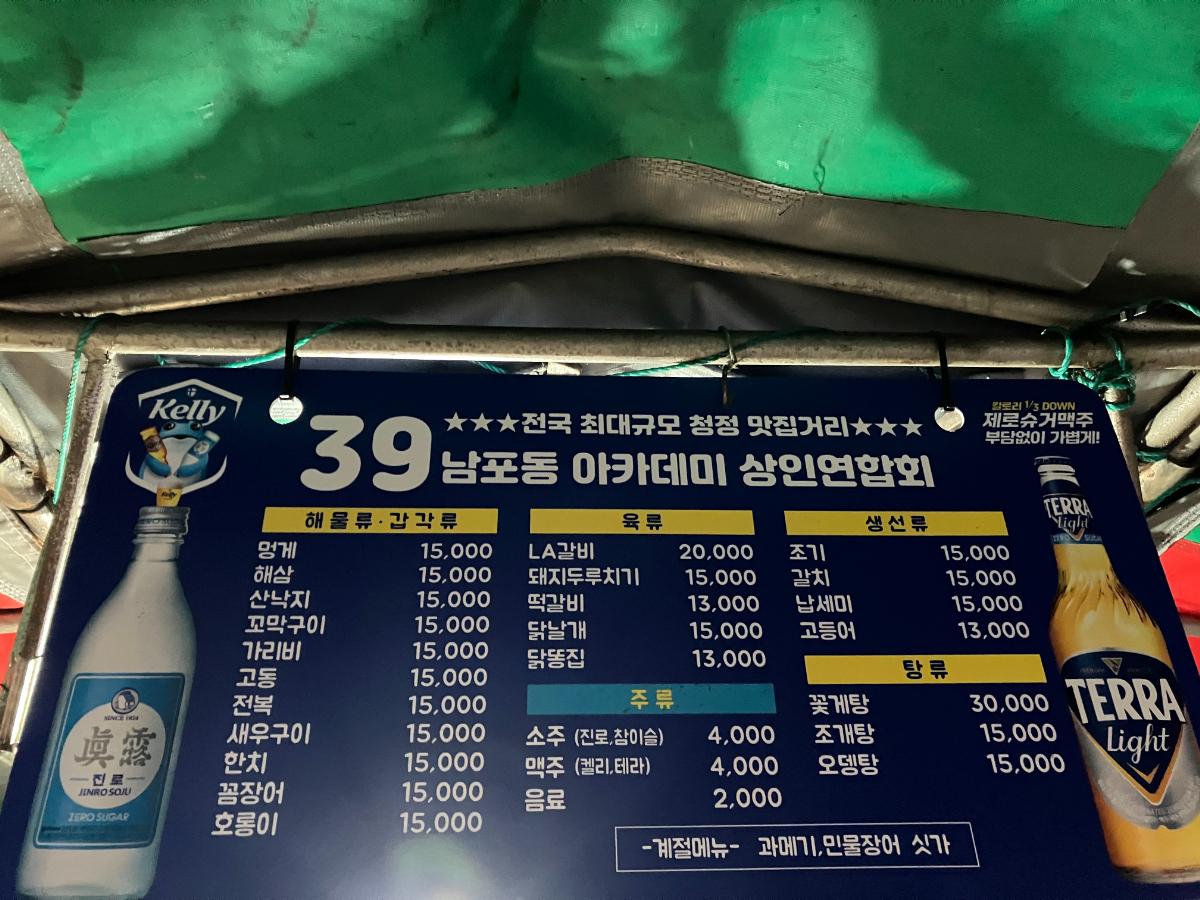 Kelly
39
★★★전국 최대규모 청정 맛집거리★★★
남포동 아카데미 상인연합회
칼로리 1/3 DOWN
제로슈거맥주
부담없이 가볍게!
해물류·갑각류
멍게 15,000
해삼 15,000
산낙지 15,000
꼬막구이 15,000
가리비 15,000
고동 15,000
전복 15,000
새우구이 15,000
한치 15,000
꼼장어 15,000
호롱이 15,000
육류
LA갈비 20,000
돼지두루치기 15,000
떡갈비 13,000
닭날개 15,000
닭똥집 13,000
주류
소주 (진로,참이슬) 4,000
맥주 (켈리,테라) 4,000
음료 2,000
생선류
조기 15,000
갈치 15,000
납세미 15,000
고등어 13,000
탕류
꽃게탕 30,000
조개탕 15,000
오뎅탕 15,000
-계절메뉴- 과메기,민물장어 싯가
SINCE 1924
眞露
진로
JINRO SOJU
ZERO SUGAR
TERRA
Light
TERRA
Light